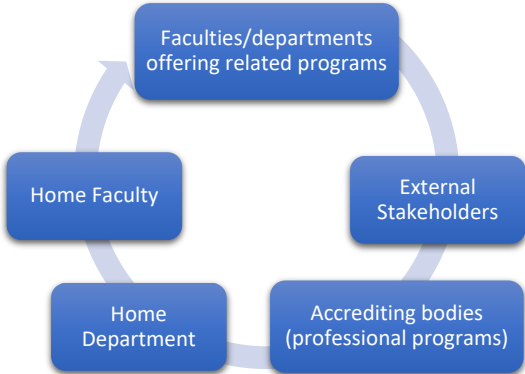 Faculties/departments
offering related programs
External
Stakeholders
Accrediting bodies
(professional programs)
Home
Department
Home Faculty